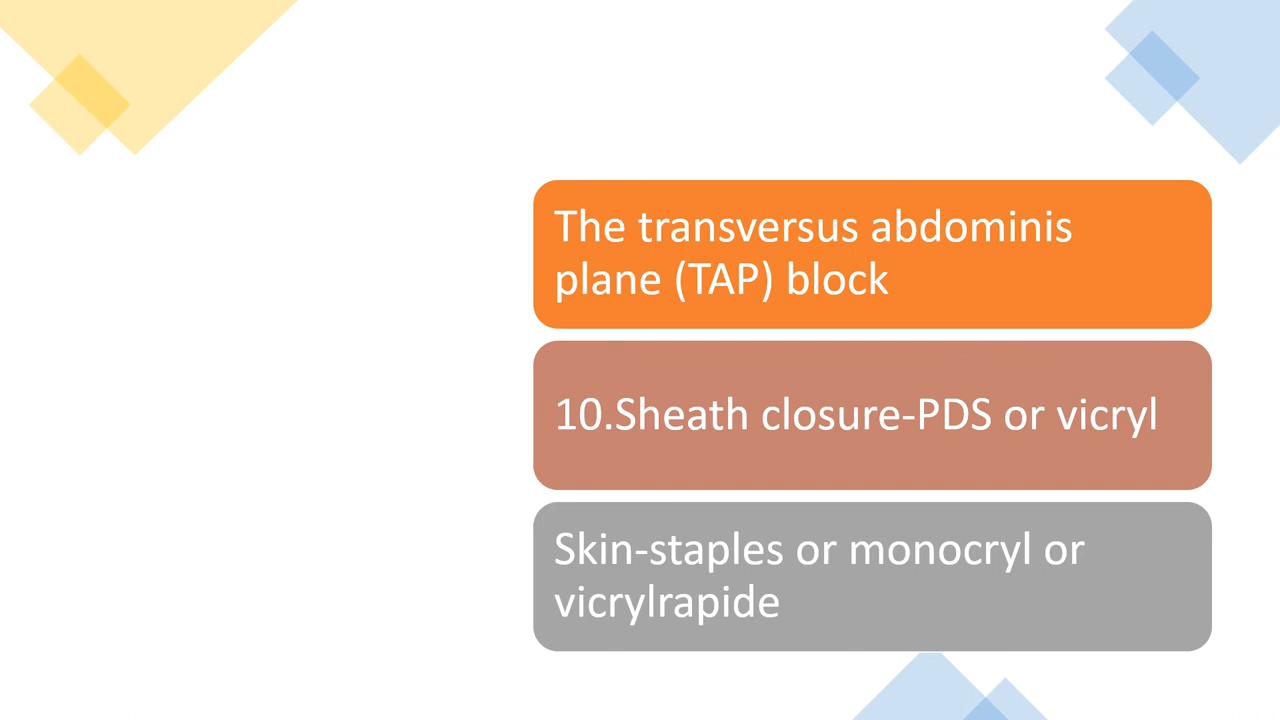 The transversus abdominis
plane (TAP) block
10.Sheath closure-PDS or vicryl
Skin-staples or monocryl or
vicrylrapide